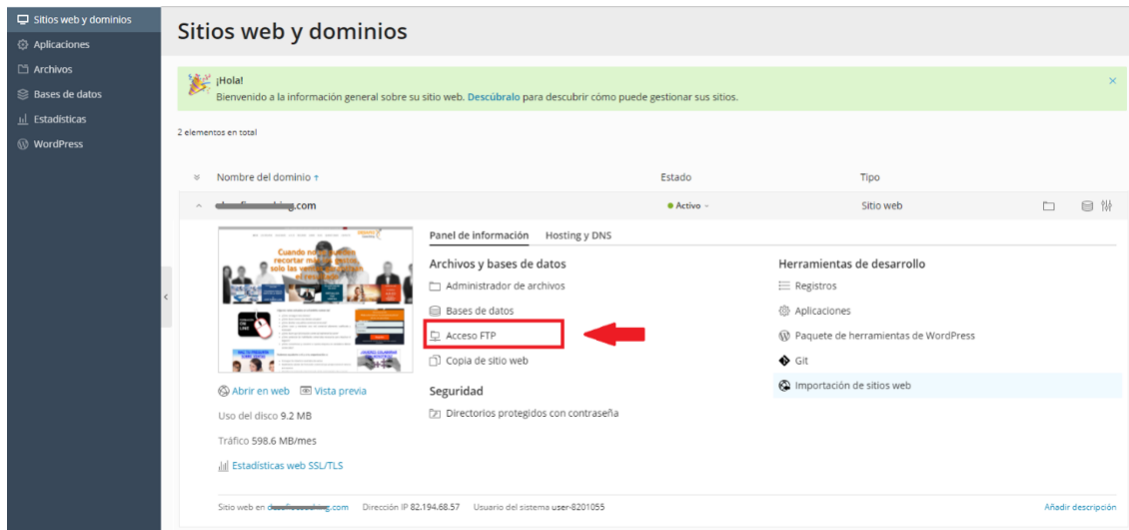 Sitios web y dominios
Aplicaciones
Archivos
Bases de datos
Estadísticas
WordPress
Sitios web y dominios
¡Hola!
Bienvenido a la información general sobre su sitio web. Descúbralo para descubrir cómo puede gestionar sus sitios.
2 elementos en total
Nombre del dominio ↑ Estado Tipo
g.com Activo Sitio web
Panel de información Hosting y DNS
Cuando no
recortar
solo las
Archivos y bases de datos
Administrador de archivos
Bases de datos
Acceso FTP
Copia de sitio web
Seguridad
Directorios protegidos con contraseña
Herramientas de desarrollo
Registros
Aplicaciones
Paquete de herramientas de WordPress
Git
Importación de sitios web
Abrir en web Vista previa
Uso del disco 9.2 MB
Tráfico 598.6 MB/mes
Estadísticas web SSL/TLS
Sitio web en g.com Dirección IP 82.194.68.57 Usuario del sistema user-8201055 Añadir descripción